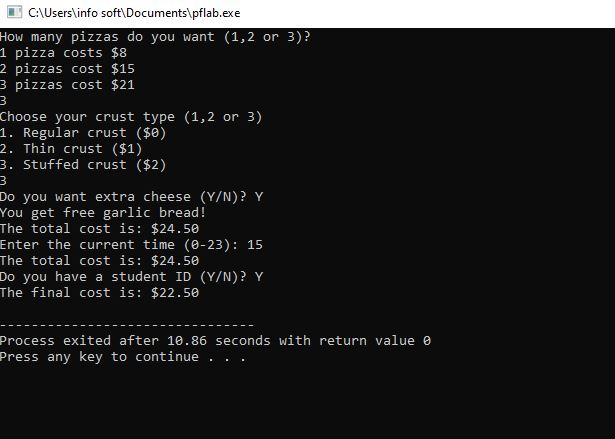 C:\Users\info soft\Documents\pflab.exe
How many pizzas do you want (1,2 or 3)?
1 pizza costs $8
2 pizzas cost $15
3 pizzas cost $21
3
Choose your crust type (1,2 or 3)
1. Regular crust ($0)
2. Thin crust ($1)
3. Stuffed crust ($2)
3
Do you want extra cheese (Y/N)? Y
You get free garlic bread!
The total cost is: $24.50
Enter the current time (0-23): 15
The total cost is: $24.50
Do you have a student ID (Y/N)? Y
The final cost is: $22.50
--------------------------------
Process exited after 10.86 seconds with return value 0
Press any key to continue . . .